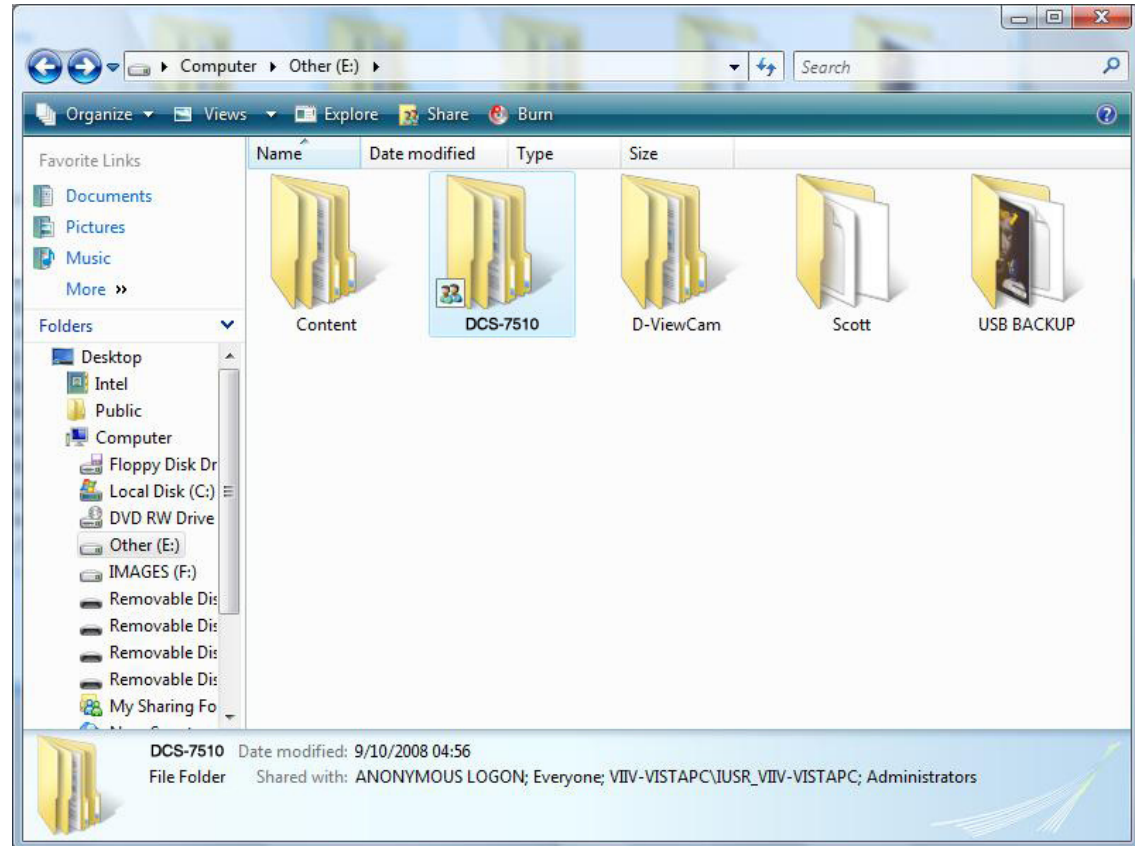 Computer Other (E:)
Search
Organize Views Explore Share Burn
Favorite Links
Documents
Pictures
Music
More »
Folders
Desktop
Intel
Public
Computer
Floppy Disk Dr
Local Disk (C:)
DVD RW Drive
Other (E:)
IMAGES (F:)
Removable Dis
Removable Dis
Removable Dis
Removable Dis
My Sharing Fo
Name Date modified Type Size
Content DCS-7510 D-ViewCam Scott USB BACKUP
DCS-7510 Date modified: 9/10/2008 04:56
File Folder Shared with: ANONYMOUS LOGON; Everyone; VIIV-VISTAPC\IUSR_VIIV-VISTAPC; Administrators